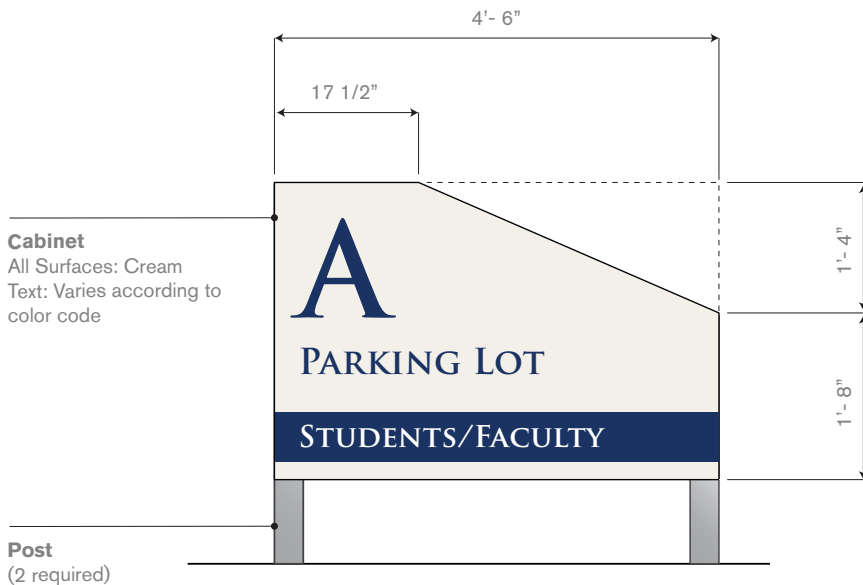 4’- 6”
17 1/2”
1’- 4”
Cabinet
All Surfaces: Cream
Text: Varies according to
color code
A
PARKING LOT
1’- 8”
STUDENTS/FACULTY
Post
(2 required)